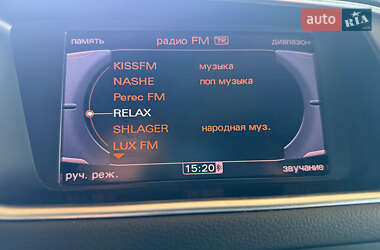 auto RIA
память радио FM TP диапазон
KISSFM музыка
NASHE поп музыка
Perec FM
RELAX
SHLAGER народная муз.
LUX FM
руч. реж. 15:20 звучание